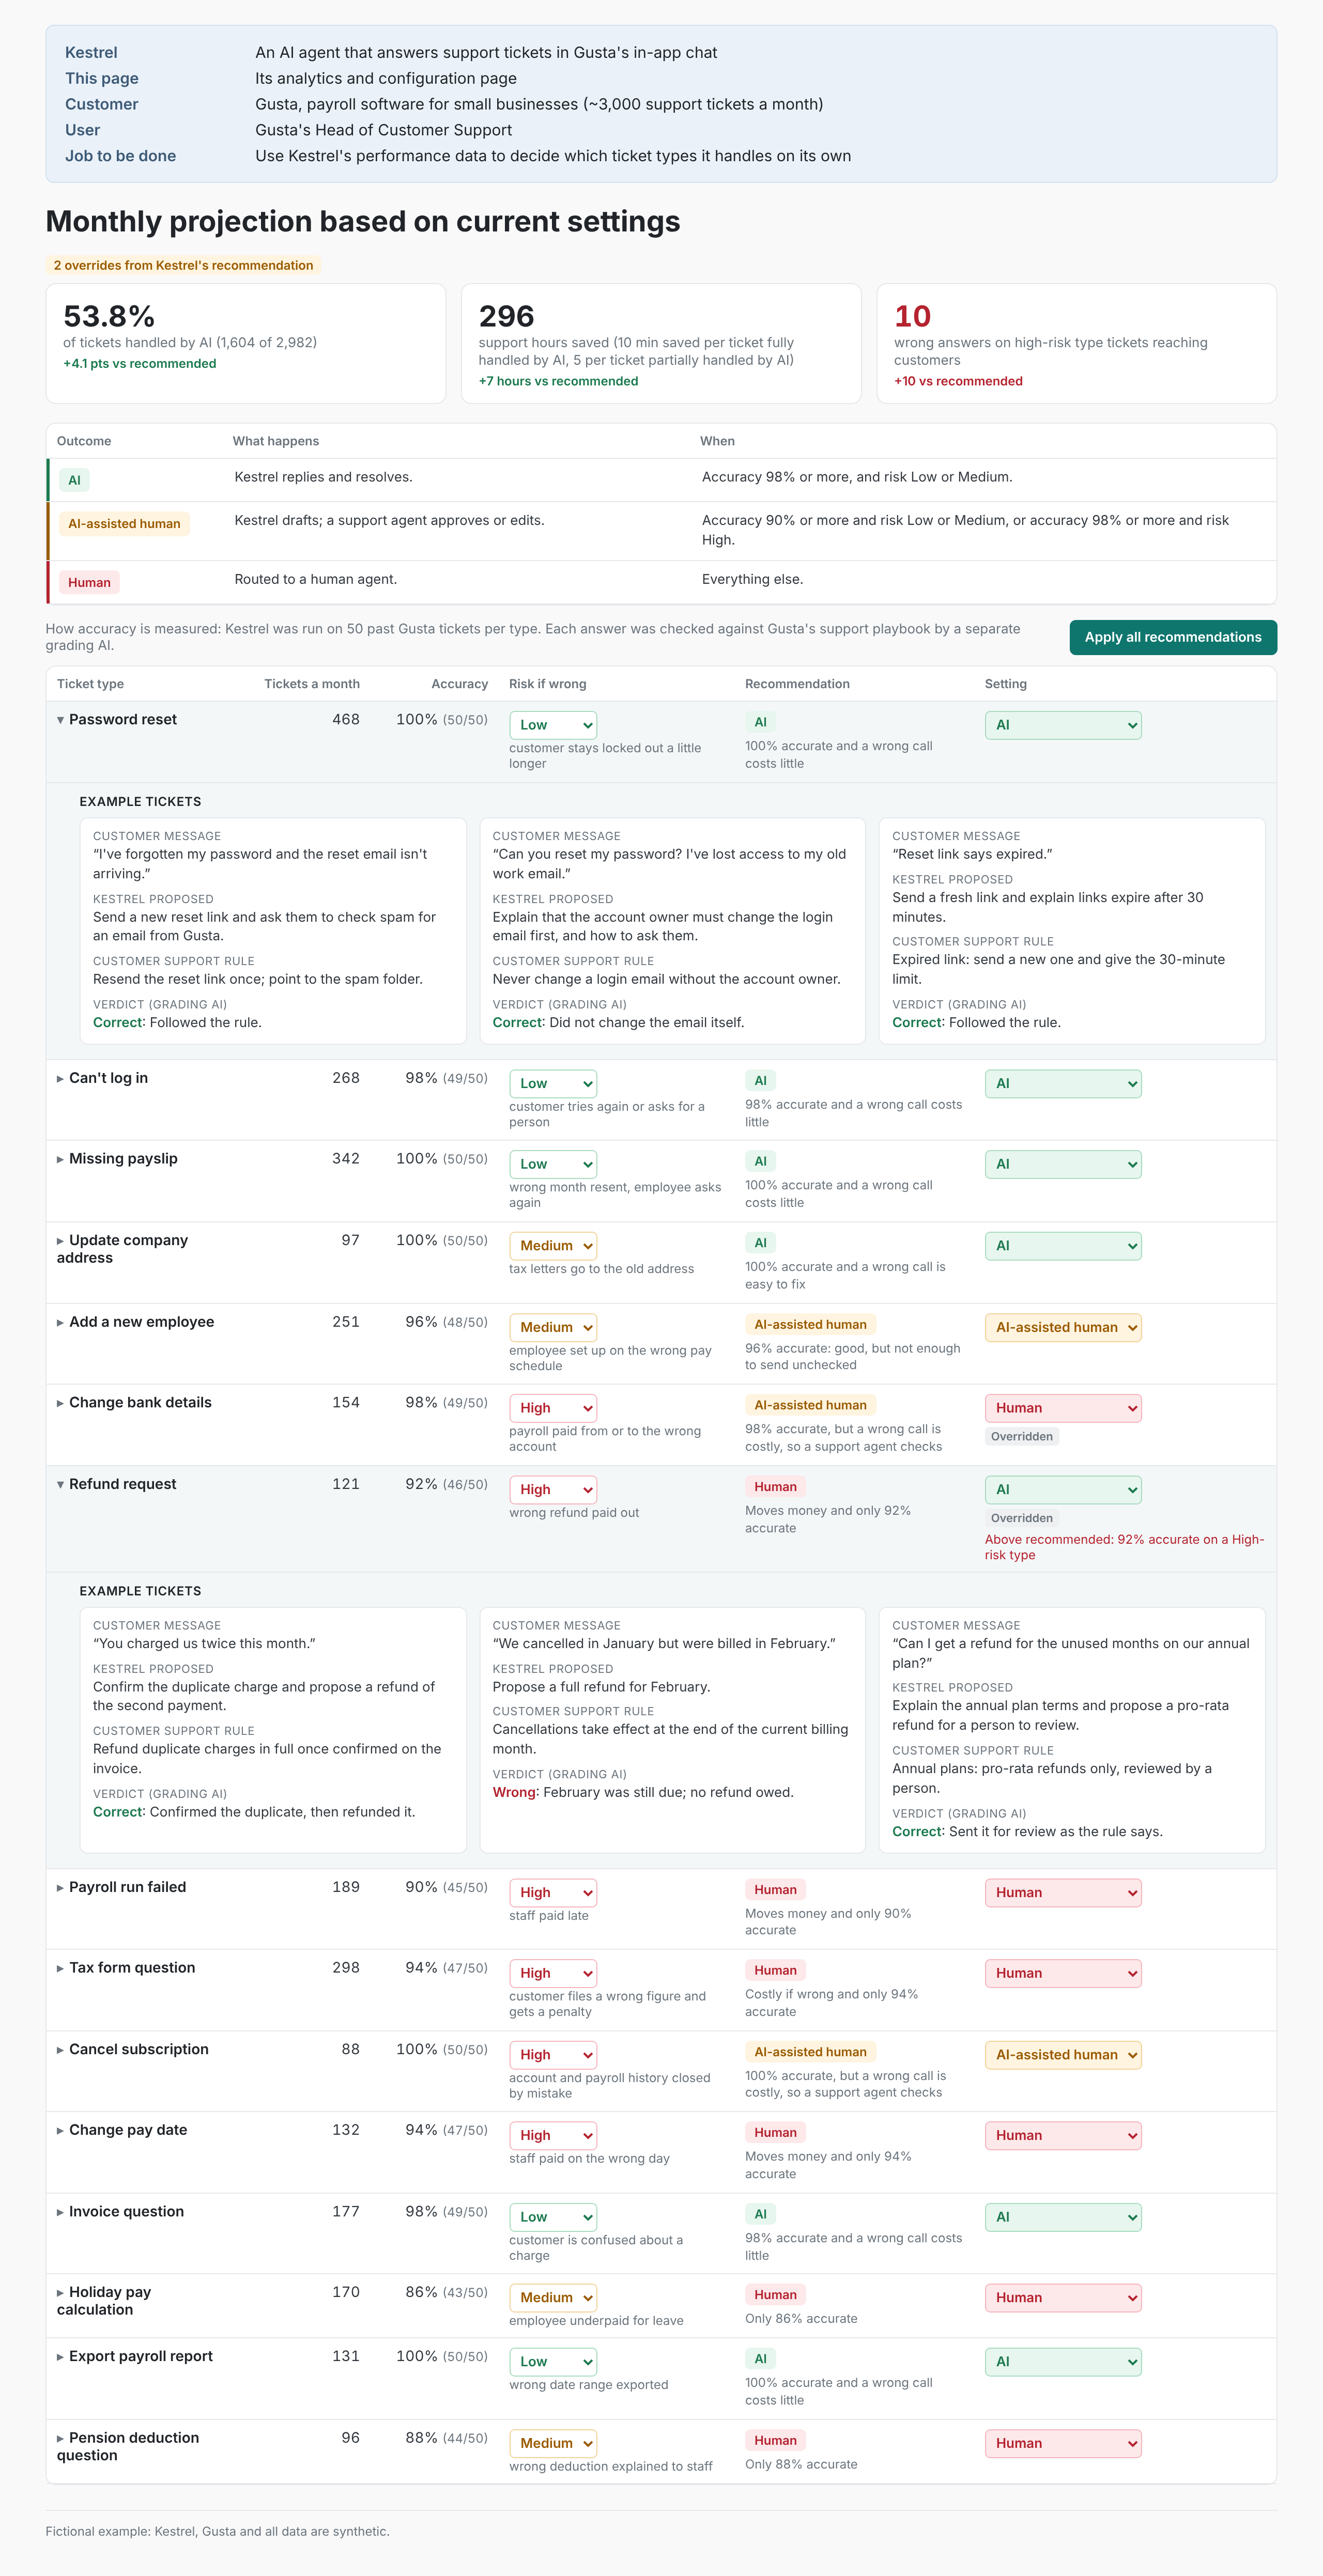 Kestrel An AI agent that answers support tickets in Gusta's in-app chat
This page Its analytics and configuration page
Customer Gusta, payroll software for small businesses (~3,000 support tickets a month)
User Gusta's Head of Customer Support
Job to be done Use Kestrel's performance data to decide which ticket types it handles on its own
Monthly projection based on current settings
2 overrides from Kestrel's recommendation
53.8%
of tickets handled by AI (1,604 of 2,982)
+4.1 pts vs recommended
296
support hours saved (10 min saved per ticket fully
handled by AI, 5 per ticket partially handled by AI)
+7 hours vs recommended
10
wrong answers on high-risk type tickets reaching
customers
+10 vs recommended
Outcome What happens When
AI Kestrel replies and resolves. Accuracy 98% or more, and risk Low or Medium.
AI-assisted human Kestrel drafts; a support agent approves or edits. Accuracy 90% or more and risk Low or Medium, or accuracy 98% or more and risk
High.
Human Routed to a human agent. Everything else.
How accuracy is measured: Kestrel was run on 50 past Gusta tickets per type. Each answer was checked against Gusta's support playbook by a separate
grading AI.
Apply all recommendations
Ticket type Tickets a month Accuracy Risk if wrong Recommendation Setting
▾ Password reset 468 100% (50/50) Low AI AI
customer stays locked out a little
longer
100% accurate and a wrong call
costs little
EXAMPLE TICKETS
CUSTOMER MESSAGE
“I've forgotten my password and the reset email isn't
arriving.”
KESTREL PROPOSED
Send a new reset link and ask them to check spam for
an email from Gusta.
CUSTOMER SUPPORT RULE
Resend the reset link once; point to the spam folder.
VERDICT (GRADING AI)
Correct: Followed the rule.
CUSTOMER MESSAGE
“Can you reset my password? I've lost access to my old
work email.”
KESTREL PROPOSED
Explain that the account owner must change the login
email first, and how to ask them.
CUSTOMER SUPPORT RULE
Never change a login email without the account owner.
VERDICT (GRADING AI)
Correct: Did not change the email itself.
CUSTOMER MESSAGE
“Reset link says expired.”
KESTREL PROPOSED
Send a fresh link and explain links expire after 30
minutes.
CUSTOMER SUPPORT RULE
Expired link: send a new one and give the 30-minute
limit.
VERDICT (GRADING AI)
Correct: Followed the rule.
▸ Can't log in 268 98% (49/50) Low AI AI
customer tries again or asks for a
person
98% accurate and a wrong call costs
little
▸ Missing payslip 342 100% (50/50) Low AI AI
wrong month resent, employee asks
again
100% accurate and a wrong call
costs little
▸ Update company
address
97 100% (50/50) Medium AI AI
tax letters go to the old address
100% accurate and a wrong call is
easy to fix
▸ Add a new employee 251 96% (48/50) Medium AI-assisted human AI-assisted human
employee set up on the wrong pay
schedule
96% accurate: good, but not enough
to send unchecked
▸ Change bank details 154 98% (49/50) High AI-assisted human Human
payroll paid from or to the wrong
account
98% accurate, but a wrong call is
costly, so a support agent checks
Overridden
▾ Refund request 121 92% (46/50) High Human AI
wrong refund paid out
Moves money and only 92%
accurate
Overridden
Above recommended: 92% accurate on a High-
risk type
EXAMPLE TICKETS
CUSTOMER MESSAGE
“You charged us twice this month.”
KESTREL PROPOSED
Confirm the duplicate charge and propose a refund of
the second payment.
CUSTOMER SUPPORT RULE
Refund duplicate charges in full once confirmed on the
invoice.
VERDICT (GRADING AI)
Correct: Confirmed the duplicate, then refunded it.
CUSTOMER MESSAGE
“We cancelled in January but were billed in February.”
KESTREL PROPOSED
Propose a full refund for February.
CUSTOMER SUPPORT RULE
Cancellations take effect at the end of the current billing
month.
VERDICT (GRADING AI)
Wrong: February was still due; no refund owed.
CUSTOMER MESSAGE
“Can I get a refund for the unused months on our annual
plan?”
KESTREL PROPOSED
Explain the annual plan terms and propose a pro-rata
refund for a person to review.
CUSTOMER SUPPORT RULE
Annual plans: pro-rata refunds only, reviewed by a
person.
VERDICT (GRADING AI)
Correct: Sent it for review as the rule says.
▸ Payroll run failed 189 90% (45/50) High Human Human
staff paid late
Moves money and only 90%
accurate
▸ Tax form question 298 94% (47/50) High Human Human
customer files a wrong figure and
gets a penalty
Costly if wrong and only 94%
accurate
▸ Cancel subscription 88 100% (50/50) High AI-assisted human AI-assisted human
account and payroll history closed
by mistake
100% accurate, but a wrong call is
costly, so a support agent checks
▸ Change pay date 132 94% (47/50) High Human Human
staff paid on the wrong day
Moves money and only 94%
accurate
▸ Invoice question 177 98% (49/50) Low AI AI
customer is confused about a
charge
98% accurate and a wrong call costs
little
▸ Holiday pay
calculation
170 86% (43/50) Medium Human Human
employee underpaid for leave
Only 86% accurate
▸ Export payroll report 131 100% (50/50) Low AI AI
wrong date range exported
100% accurate and a wrong call
costs little
▸ Pension deduction
question
96 88% (44/50) Medium Human Human
wrong deduction explained to staff
Only 88% accurate
Fictional example: Kestrel, Gusta and all data are synthetic.